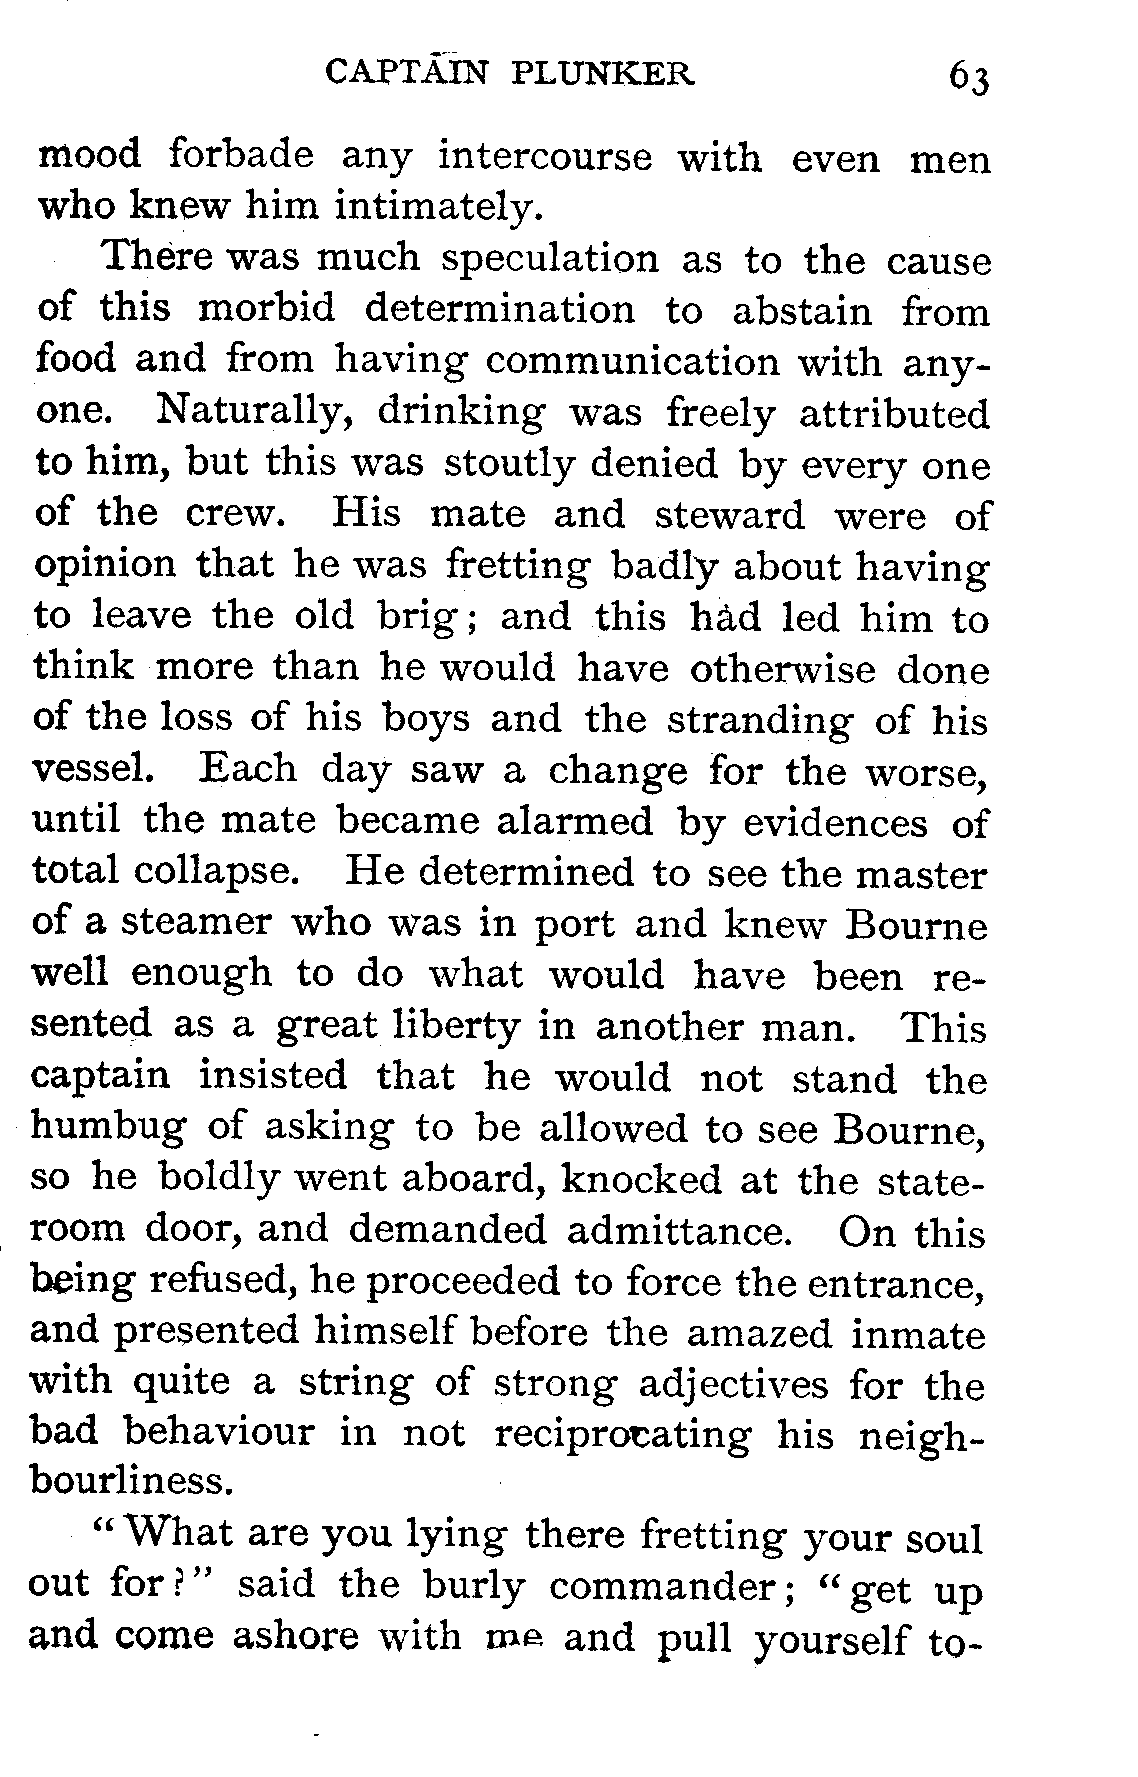 CAPTAIN PLUNKER 63
mood forbade any intercourse with even men
who knew him intimately.
There was much speculation as to the cause
of this morbid determination to abstain from
food and from having communication with any-
one. Naturally, drinking was freely attributed
to him, but this was stoutly denied by every one
of the crew. His mate and steward were of
opinion that he was fretting badly about having
to leave the old brig; and this had led him to
think more than he would have otherwise done
of the loss of his boys and the stranding of his
vessel. Each day saw a change for the worse,
until the mate became alarmed by evidences of
total collapse. He determined to see the master
of a steamer who was in port and knew Bourne
well enough to do what would have been re-
sented as a great liberty in another man. This
captain insisted that he would not stand the
humbug of asking to be allowed to see Bourne,
so he boldly went aboard, knocked at the state-
room door, and demanded admittance. On this
being refused, he proceeded to force the entrance,
and presented himself before the amazed inmate
with quite a string of strong adjectives for the
bad behaviour in not reciprocating his neigh-
bourliness.
“What are you lying there fretting your soul
out for?” said the burly commander; “get up
and come ashore with me and pull yourself to-